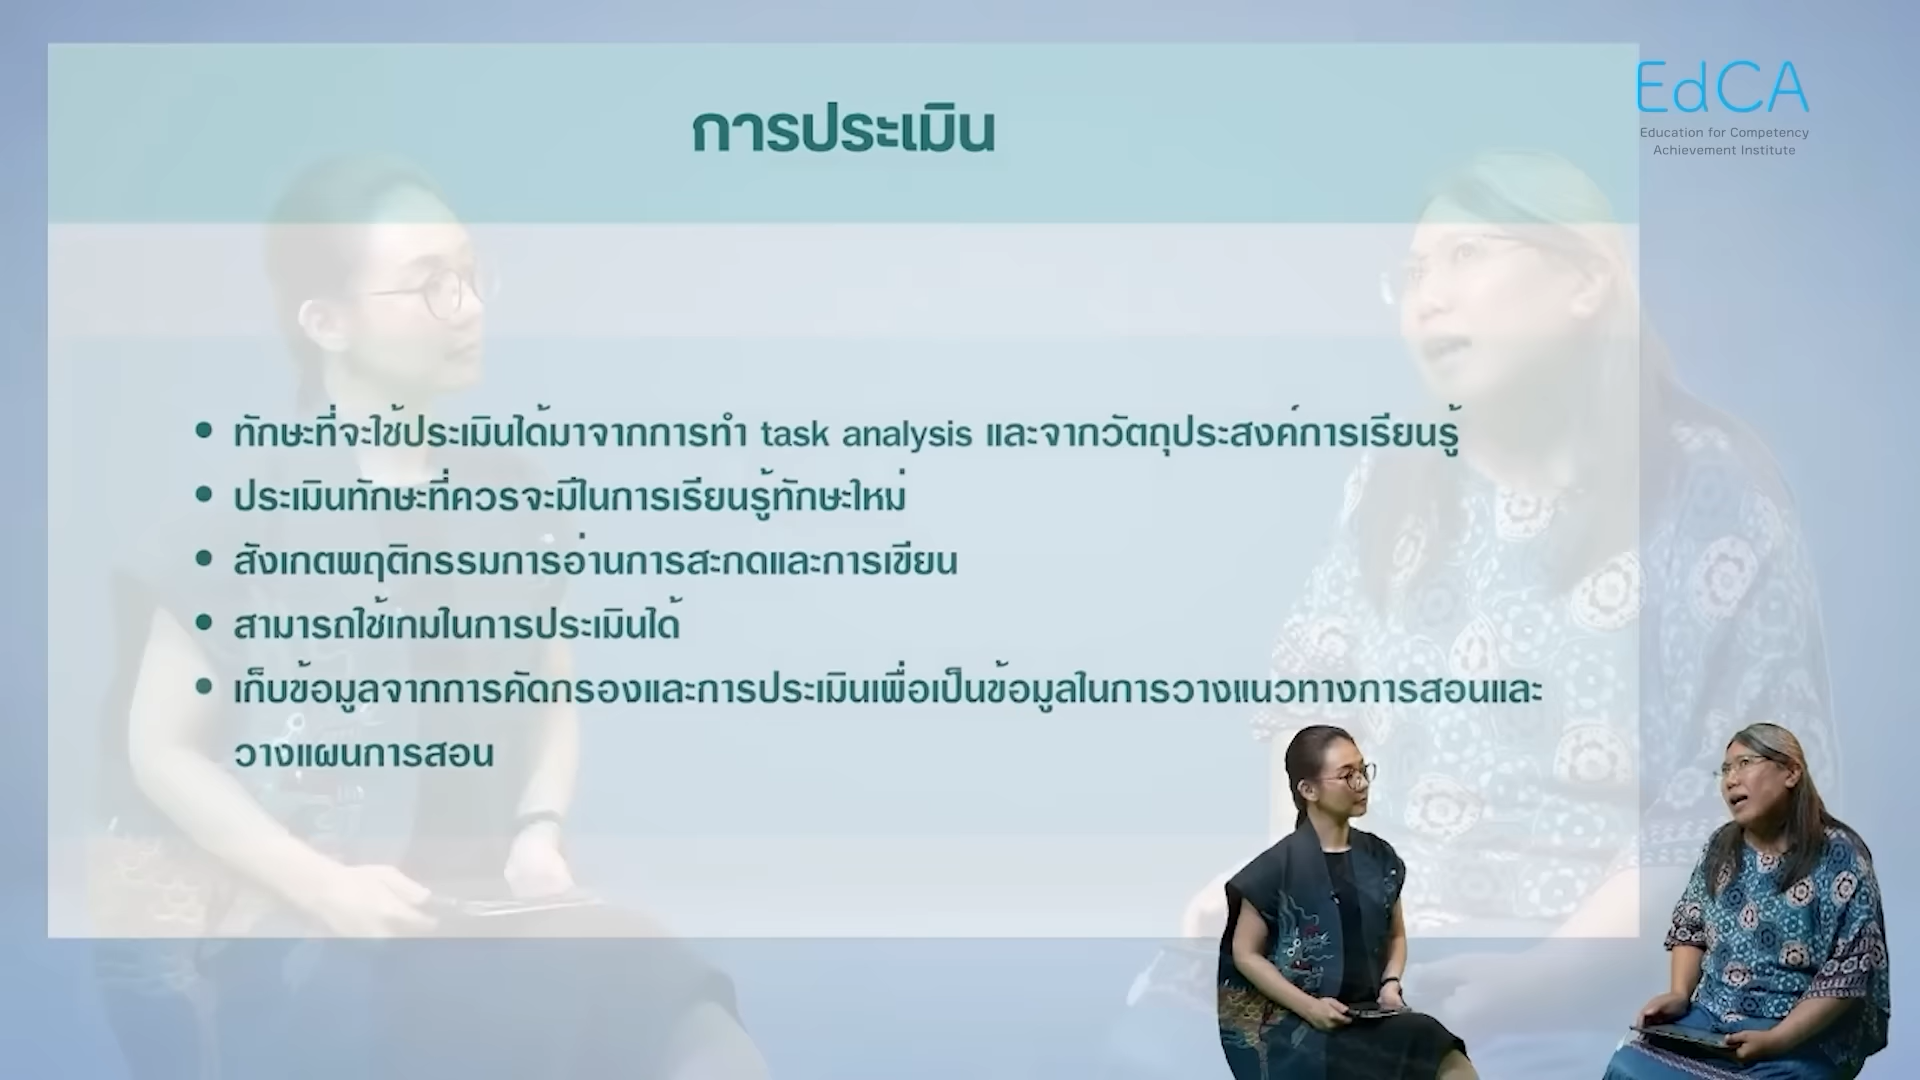 EdCA
Education for Competency
Achievement Institute
การประเมิน
• ทักษะที่จะใช้ประเมินได้มาจากการทำ task analysis และจากวัตถุประสงค์การเรียนรู้
• ประเมินทักษะที่ควรจะมีในการเรียนรู้ทักษะใหม่
• สังเกตพฤติกรรมการอ่านการสะกดและการเขียน
• สามารถใช้เกมในการประเมินได้
• เก็บข้อมูลจากการคัดกรองและการประเมินเพื่อเป็นข้อมูลในการวางแนวทางการสอนและ
วางแผนการสอน